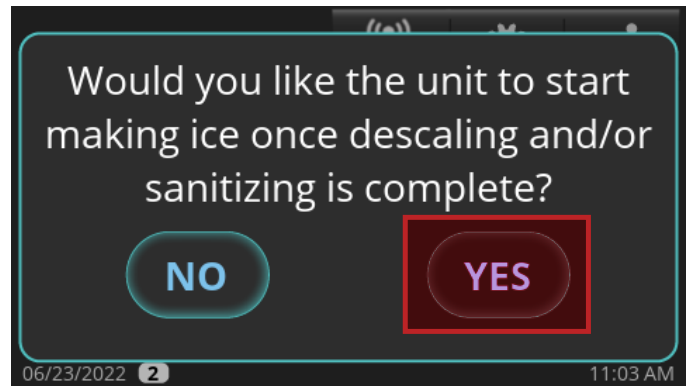 Would you like the unit to start
making ice once descaling and/or
sanitizing is complete?
NO YES
06/23/2022 2 11:03 AM